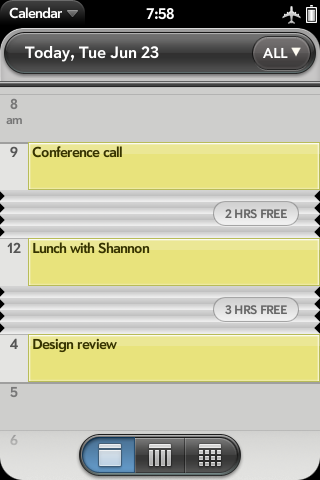 Calendar
7:58
Today, Tue Jun 23
ALL
8
am
9
Conference call
2 HRS FREE
12
Lunch with Shannon
3 HRS FREE
4
Design review
5
6